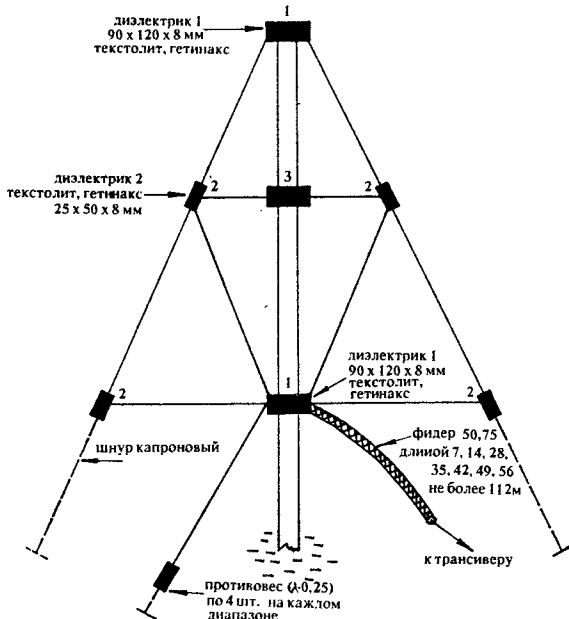 1
диэлектрик 1
90 x 120 x 8 мм
текстолит, гетинакс
2
3
2
диэлектрик 2
текстолит, гетинакс
25 x 50 x 8 мм
диэлектрик 1
90 x 120 x 8 мм
текстолит,
гетинакс
2
1
2
шнур капроновый
фидер 50,75
длиной 7, 14, 28,
35, 42, 49, 56
не более 112м
к трансиверу
противовес (λ·0,25)
по 4 шт. на каждом
диапазоне